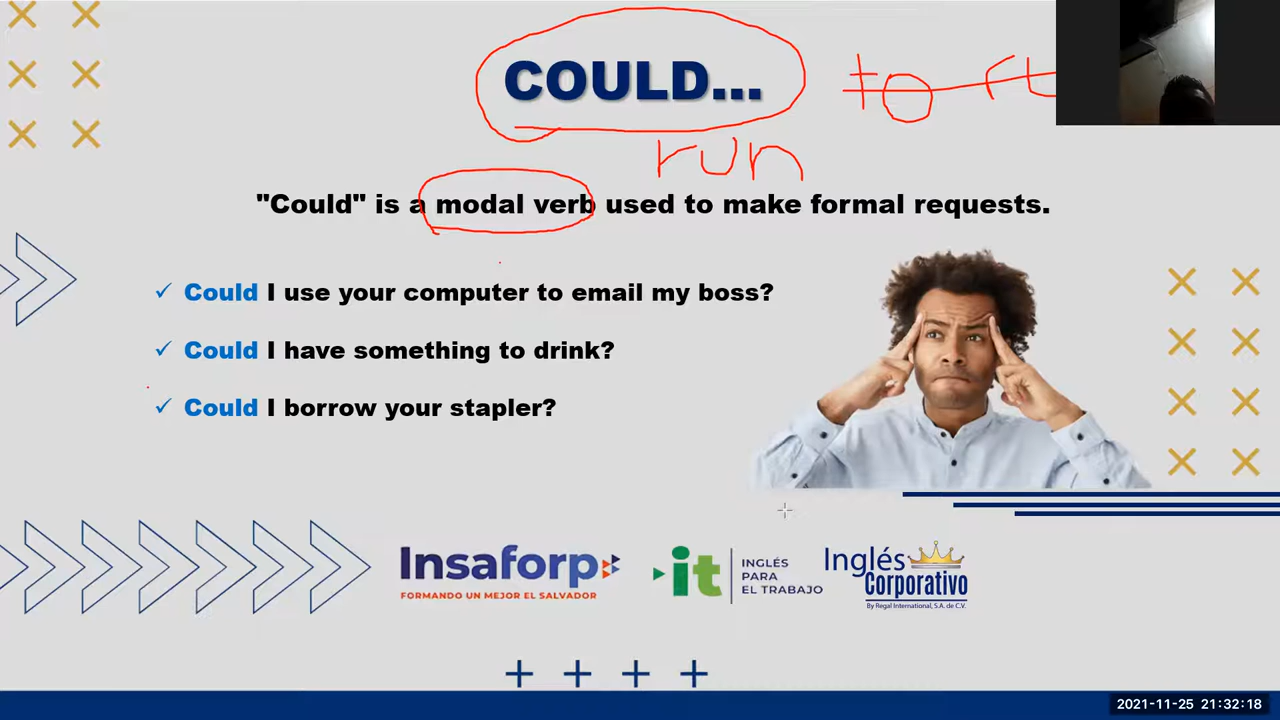 COULD...
to
run
"Could" is a modal verb used to make formal requests.
✓ Could I use your computer to email my boss?
✓ Could I have something to drink?
✓ Could I borrow your stapler?
Insaforp
FORMANDO UN MEJOR EL SALVADOR
it
INGLÉS
PARA
EL TRABAJO
Inglés
Corporativo
By Regal International, S.A. de C.V.
2021-11-25 21:32:18